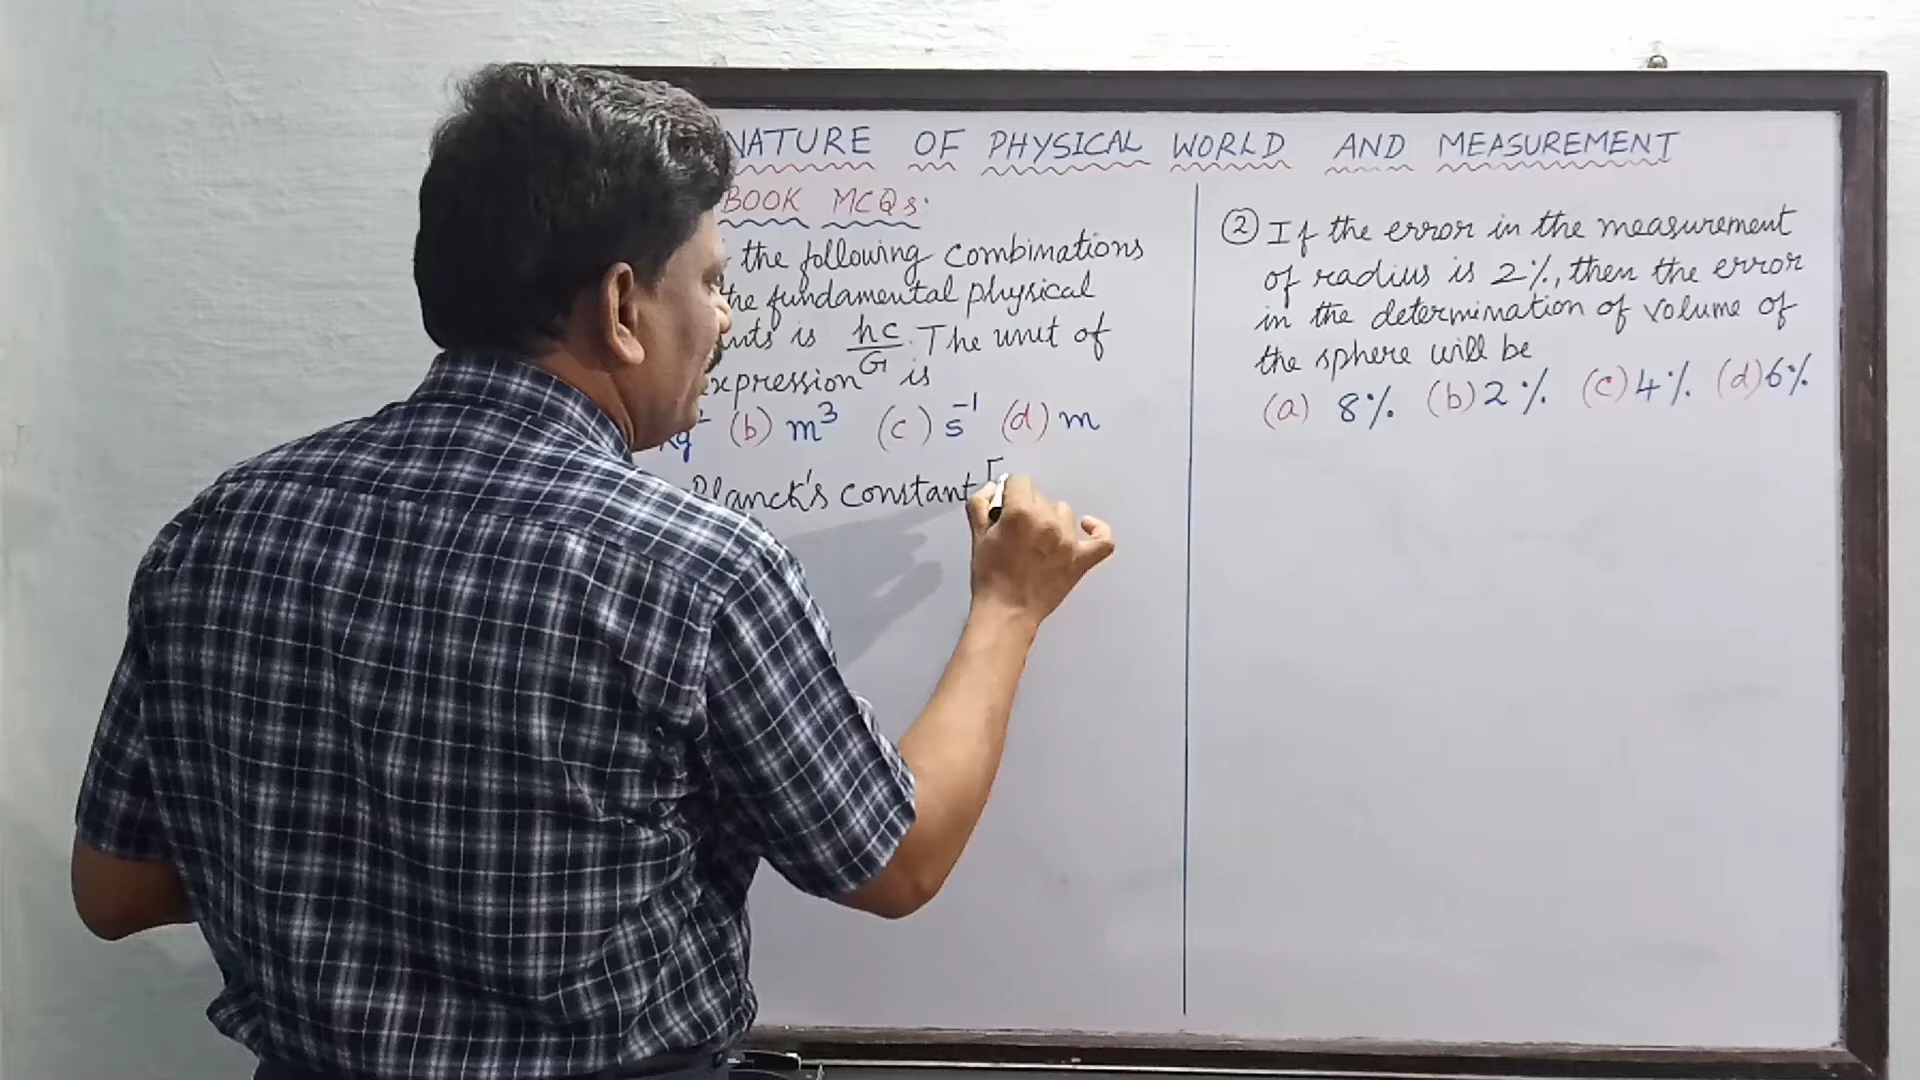 NATURE OF PHYSICAL WORLD AND MEASUREMENT
BOOK MCQs:
the following combinations
the fundamental physical
is hc/G. The unit of
expression is
kg² (b) m³ (c) s⁻¹ (d) m
Planck's constant [
② If the error in the measurement
of radius is 2%, then the error
in the determination of volume of
the sphere will be
(a) 8% (b) 2% (c) 4% (d) 6%